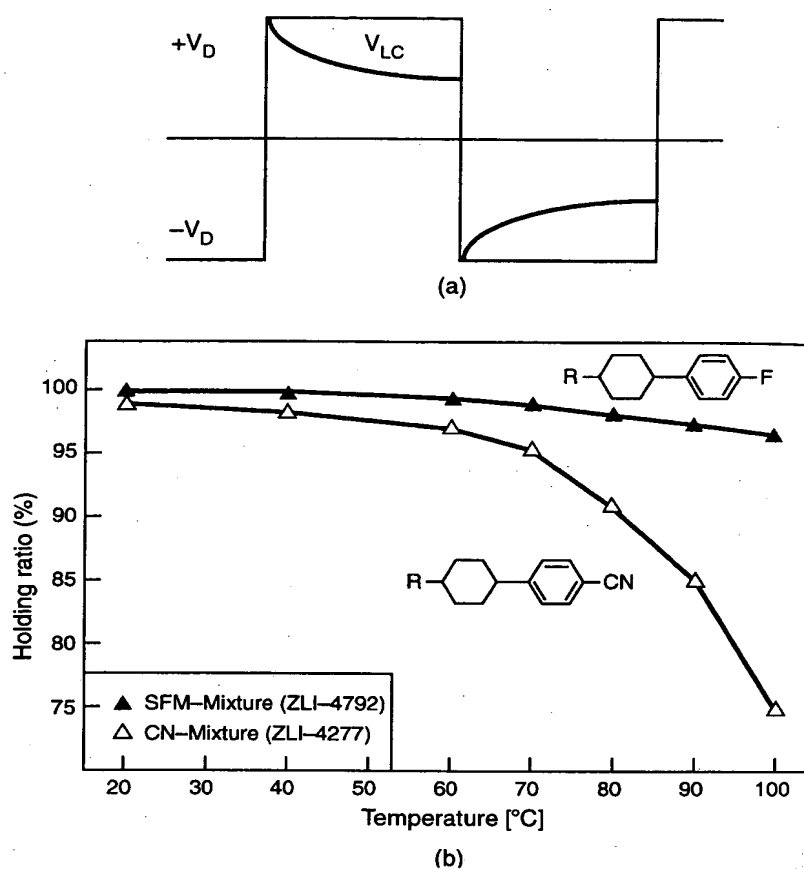 +V_D
V_LC
−V_D
(a)
100
95
90
85
80
75
Holding ratio (%)
R
F
R
CN
▲ SFM–Mixture (ZLI–4792)
△ CN–Mixture (ZLI–4277)
20 30 40 50 60 70 80 90 100
Temperature [°C]
(b)